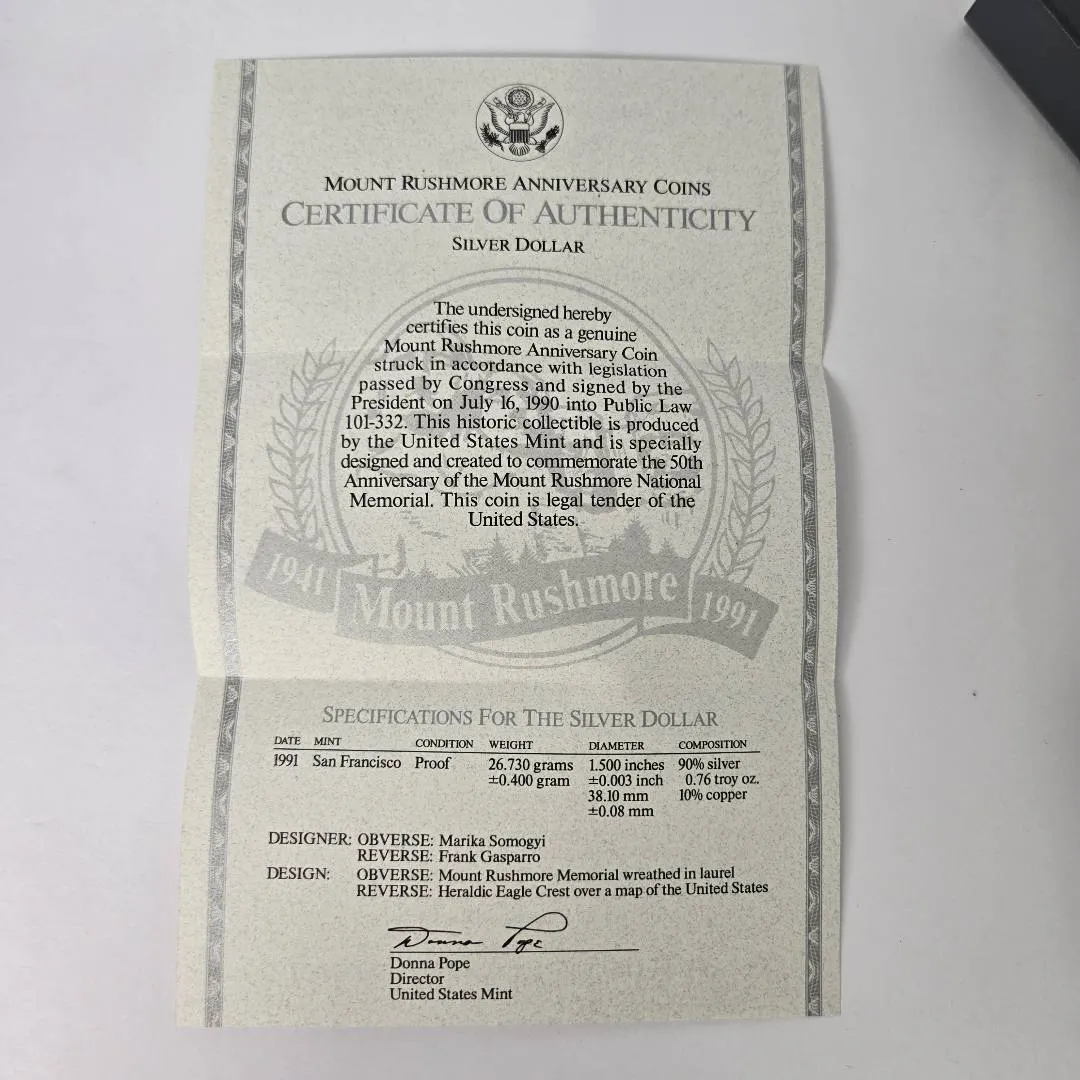 MOUNT RUSHMORE ANNIVERSARY COINS
CERTIFICATE OF AUTHENTICITY
SILVER DOLLAR
The undersigned hereby
certifies this coin as a genuine
Mount Rushmore Anniversary Coin
struck in accordance with legislation
passed by Congress and signed by the
President on July 16, 1990 into Public Law
101-332. This historic collectible is produced
by the United States Mint and is specially
designed and created to commemorate the 50th
Anniversary of the Mount Rushmore National
Memorial. This coin is legal tender of the
United States.
1941 Mount Rushmore 1991
SPECIFICATIONS FOR THE SILVER DOLLAR
DATE MINT CONDITION WEIGHT DIAMETER COMPOSITION
1991 San Francisco Proof 26.730 grams 1.500 inches 90% silver
±0.400 gram ±0.003 inch 0.76 troy oz.
38.10 mm 10% copper
±0.08 mm
DESIGNER: OBVERSE: Marika Somogyi
REVERSE: Frank Gasparro
DESIGN: OBVERSE: Mount Rushmore Memorial wreathed in laurel
REVERSE: Heraldic Eagle Crest over a map of the United States
Donna Pope
Donna Pope
Director
United States Mint